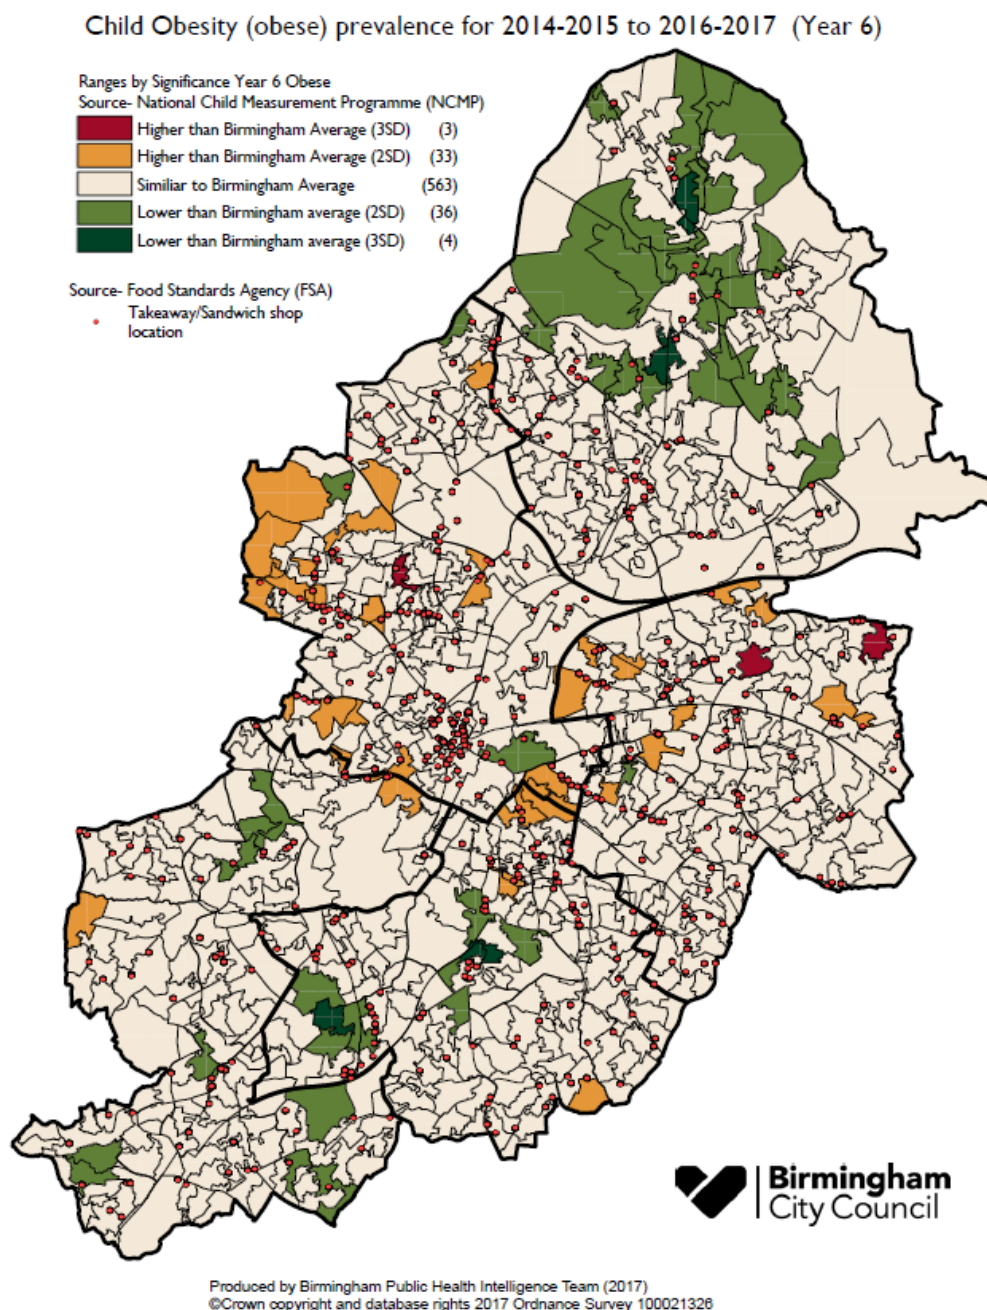 Child Obesity (obese) prevalence for 2014-2015 to 2016-2017 (Year 6)
Ranges by Significance Year 6 Obese
Source- National Child Measurement Programme (NCMP)
Higher than Birmingham Average (3SD) (3)
Higher than Birmingham Average (2SD) (33)
Similiar to Birmingham Average (563)
Lower than Birmingham average (2SD) (36)
Lower than Birmingham average (3SD) (4)
Source- Food Standards Agency (FSA)
Takeaway/Sandwich shop
location
Birmingham
City Council
Produced by Birmingham Public Health Intelligence Team (2017)
©Crown copyright and database rights 2017 Ordnance Survey 100021326